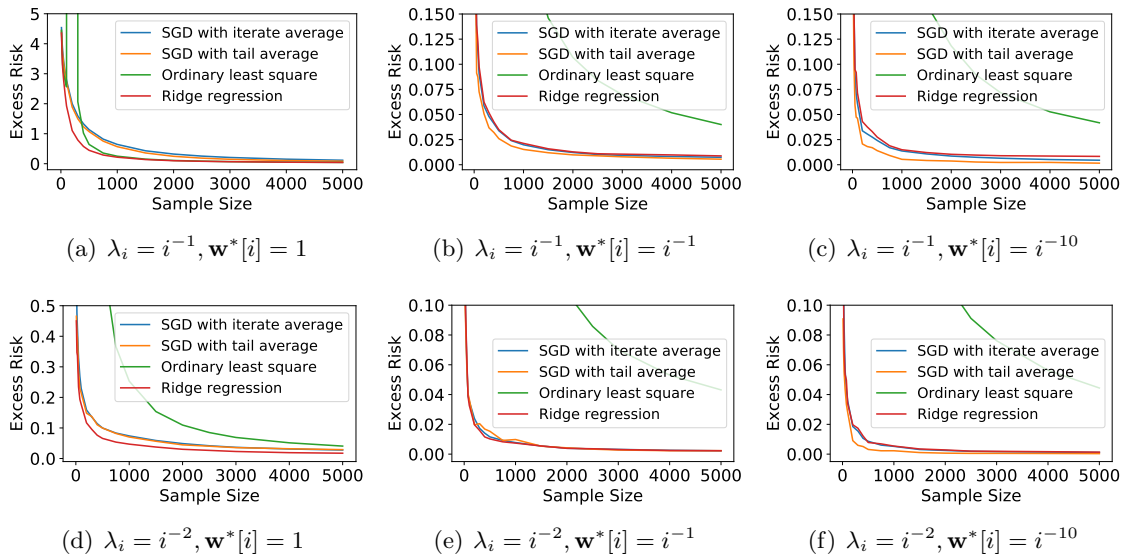 5
4
3
2
1
0
Excess Risk
SGD with iterate average
SGD with tail average
Ordinary least square
Ridge regression
0 1000 2000 3000 4000 5000
Sample Size
(a) λᵢ = i⁻¹, w*[i] = 1
0.150
0.125
0.100
0.075
0.050
0.025
0.000
Excess Risk
SGD with iterate average
SGD with tail average
Ordinary least square
Ridge regression
0 1000 2000 3000 4000 5000
Sample Size
(b) λᵢ = i⁻¹, w*[i] = i⁻¹
0.150
0.125
0.100
0.075
0.050
0.025
0.000
Excess Risk
SGD with iterate average
SGD with tail average
Ordinary least square
Ridge regression
0 1000 2000 3000 4000 5000
Sample Size
(c) λᵢ = i⁻¹, w*[i] = i⁻¹⁰
0.5
0.4
0.3
0.2
0.1
0.0
Excess Risk
SGD with iterate average
SGD with tail average
Ordinary least square
Ridge regression
0 1000 2000 3000 4000 5000
Sample Size
(d) λᵢ = i⁻², w*[i] = 1
0.10
0.08
0.06
0.04
0.02
0.00
Excess Risk
SGD with iterate average
SGD with tail average
Ordinary least square
Ridge regression
0 1000 2000 3000 4000 5000
Sample Size
(e) λᵢ = i⁻², w*[i] = i⁻¹
0.10
0.08
0.06
0.04
0.02
0.00
Excess Risk
SGD with iterate average
SGD with tail average
Ordinary least square
Ridge regression
0 1000 2000 3000 4000 5000
Sample Size
(f) λᵢ = i⁻², w*[i] = i⁻¹⁰